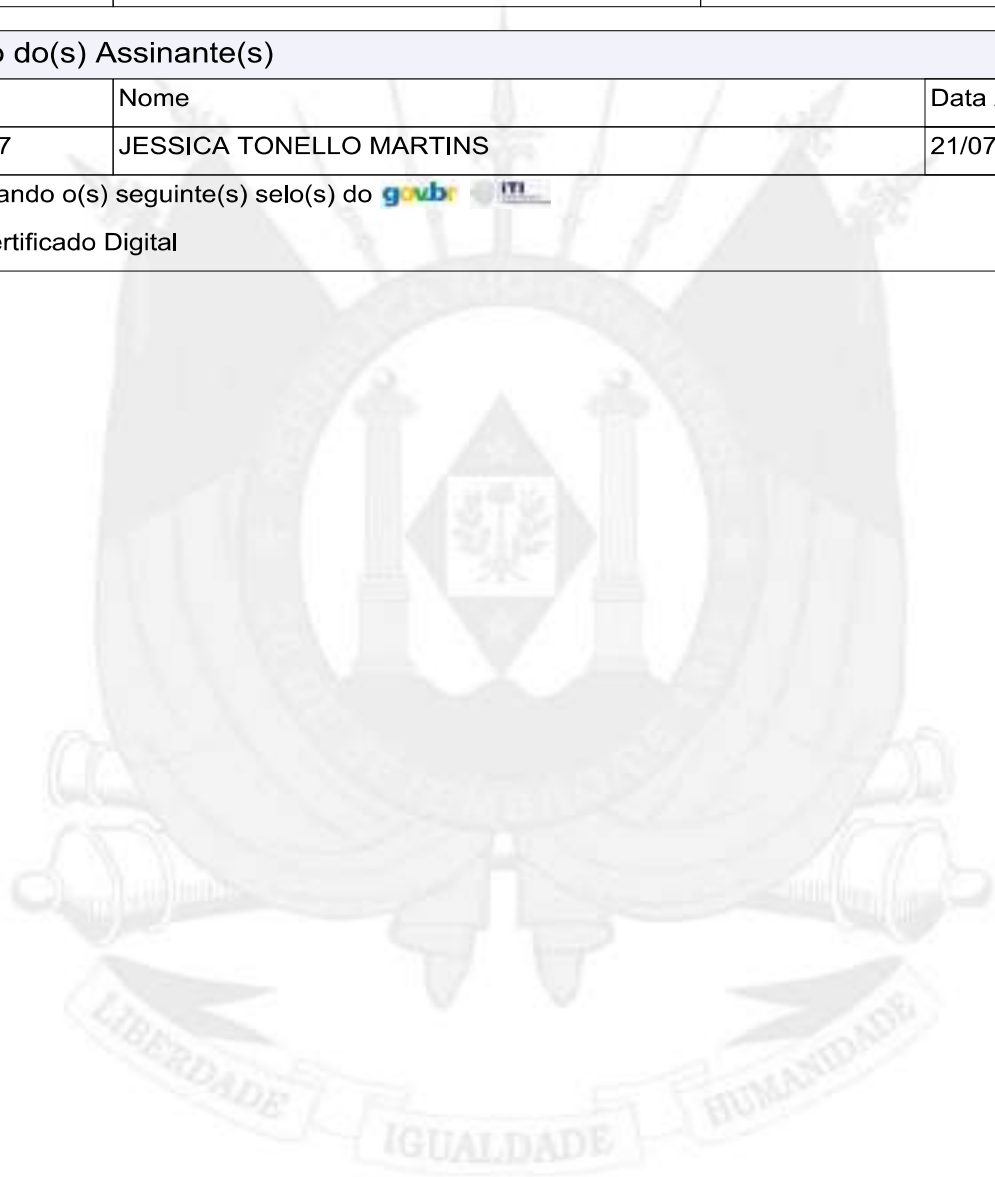 o do(s) Assinante(s)
Nome Data
7 JESSICA TONELLO MARTINS 21/07
ando o(s) seguinte(s) selo(s) do gov.br ITI
ertificado Digital
LIBERDADE IGUALDADE HUMANIDADE